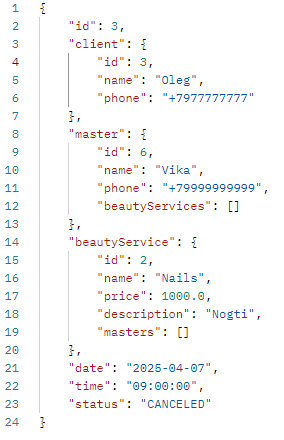 1 {
2     "id": 3,
3     "client": {
4         "id": 3,
5         "name": "Oleg",
6         "phone": "+7977777777"
7     },
8     "master": {
9         "id": 6,
10         "name": "Vika",
11         "phone": "+79999999999",
12         "beautyServices": []
13     },
14     "beautyService": {
15         "id": 2,
16         "name": "Nails",
17         "price": 1000.0,
18         "description": "Nogti",
19         "masters": []
20     },
21     "date": "2025-04-07",
22     "time": "09:00:00",
23     "status": "CANCELED"
24 }